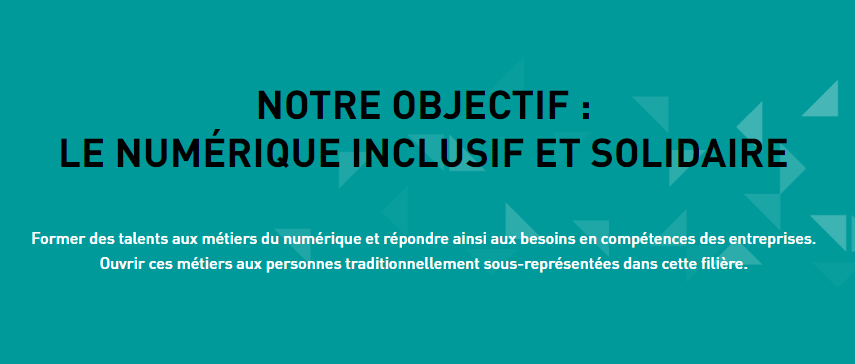 NOTRE OBJECTIF :
LE NUMÉRIQUE INCLUSIF ET SOLIDAIRE
Former des talents aux métiers du numérique et répondre ainsi aux besoins en compétences des entreprises.
Ouvrir ces métiers aux personnes traditionnellement sous-représentées dans cette filière.